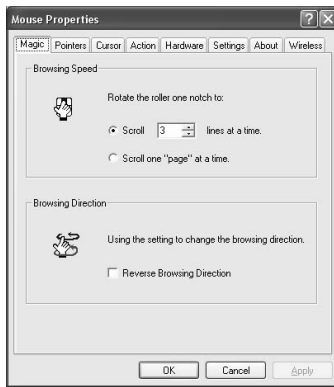 Mouse Properties
Magic Pointers Cursor Action Hardware Settings About Wireless
Browsing Speed
Rotate the roller one notch to:
Scroll 3 lines at a time.
Scroll one "page" at a time.
Browsing Direction
Using the setting to change the browsing direction.
Reverse Browsing Direction
OK Cancel Apply